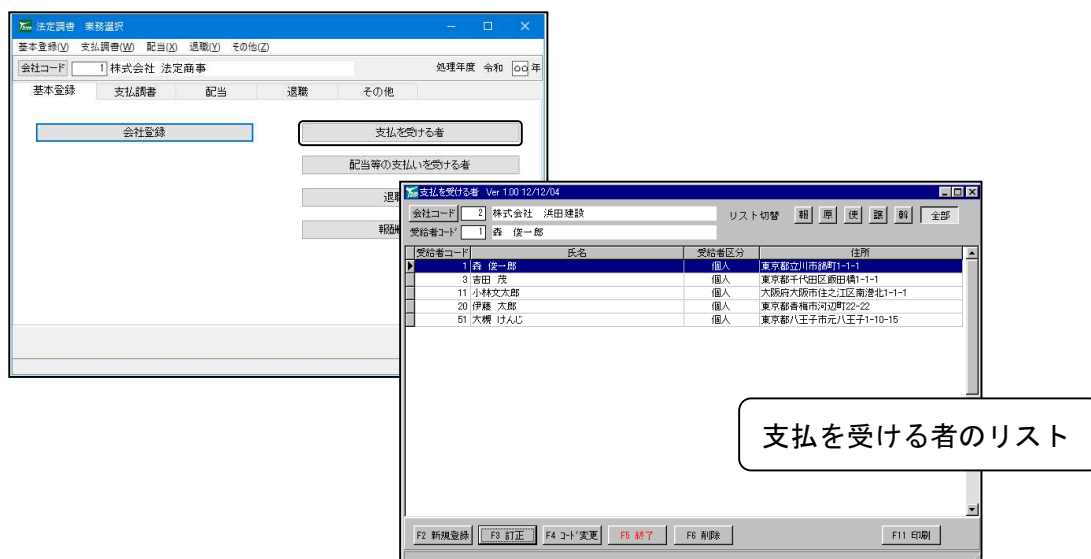 法定調書 業務選択
基本登録(V) 支払調書(W) 配当(X) 退職(Y) その他(Z)
会社コード 1 株式会社 法定商事 処理年度 令和 ○○ 年
基本登録 支払調書 配当 退職 その他
会社登録 支払を受ける者
配当等の支払いを受ける者
退職
報酬
支払を受ける者 Ver 1.00 12/12/04
会社コード 2 株式会社 浜田建設 リスト切替 報 原 使 譲 斡 全部
受給者コード 1 森 俊一郎
受給者コード 氏名 受給者区分 住所
1 森 俊一郎 個人 東京都立川市錦町1-1-1
3 吉田 茂 個人 東京都千代田区飯田橋1-1-1
11 小林文太郎 個人 大阪府大阪市住之江区南港北1-1-1
20 伊藤 太郎 個人 東京都青梅市河辺町22-22
51 大槻 けんじ 個人 東京都八王子市元八王子1-10-15
支払を受ける者のリスト
F2 新規登録 F3 訂正 F4 コード変更 F5 終了 F6 削除 F11 印刷